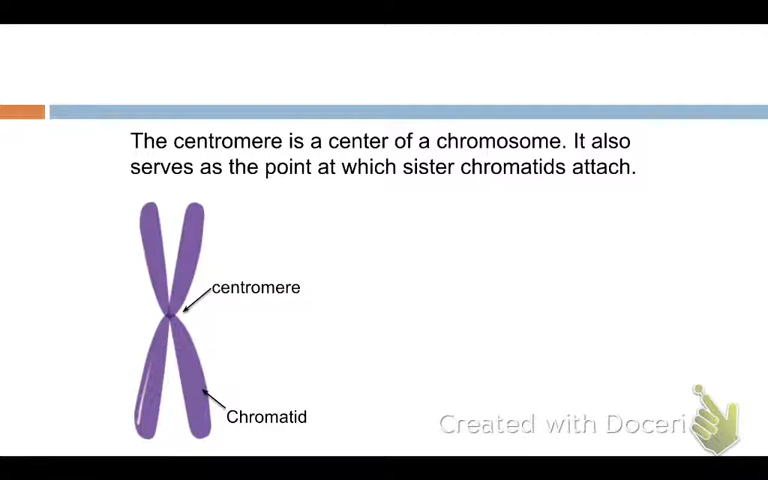 The centromere is a center of a chromosome. It also
serves as the point at which sister chromatids attach.
centromere
Chromatid
Created with Doceri